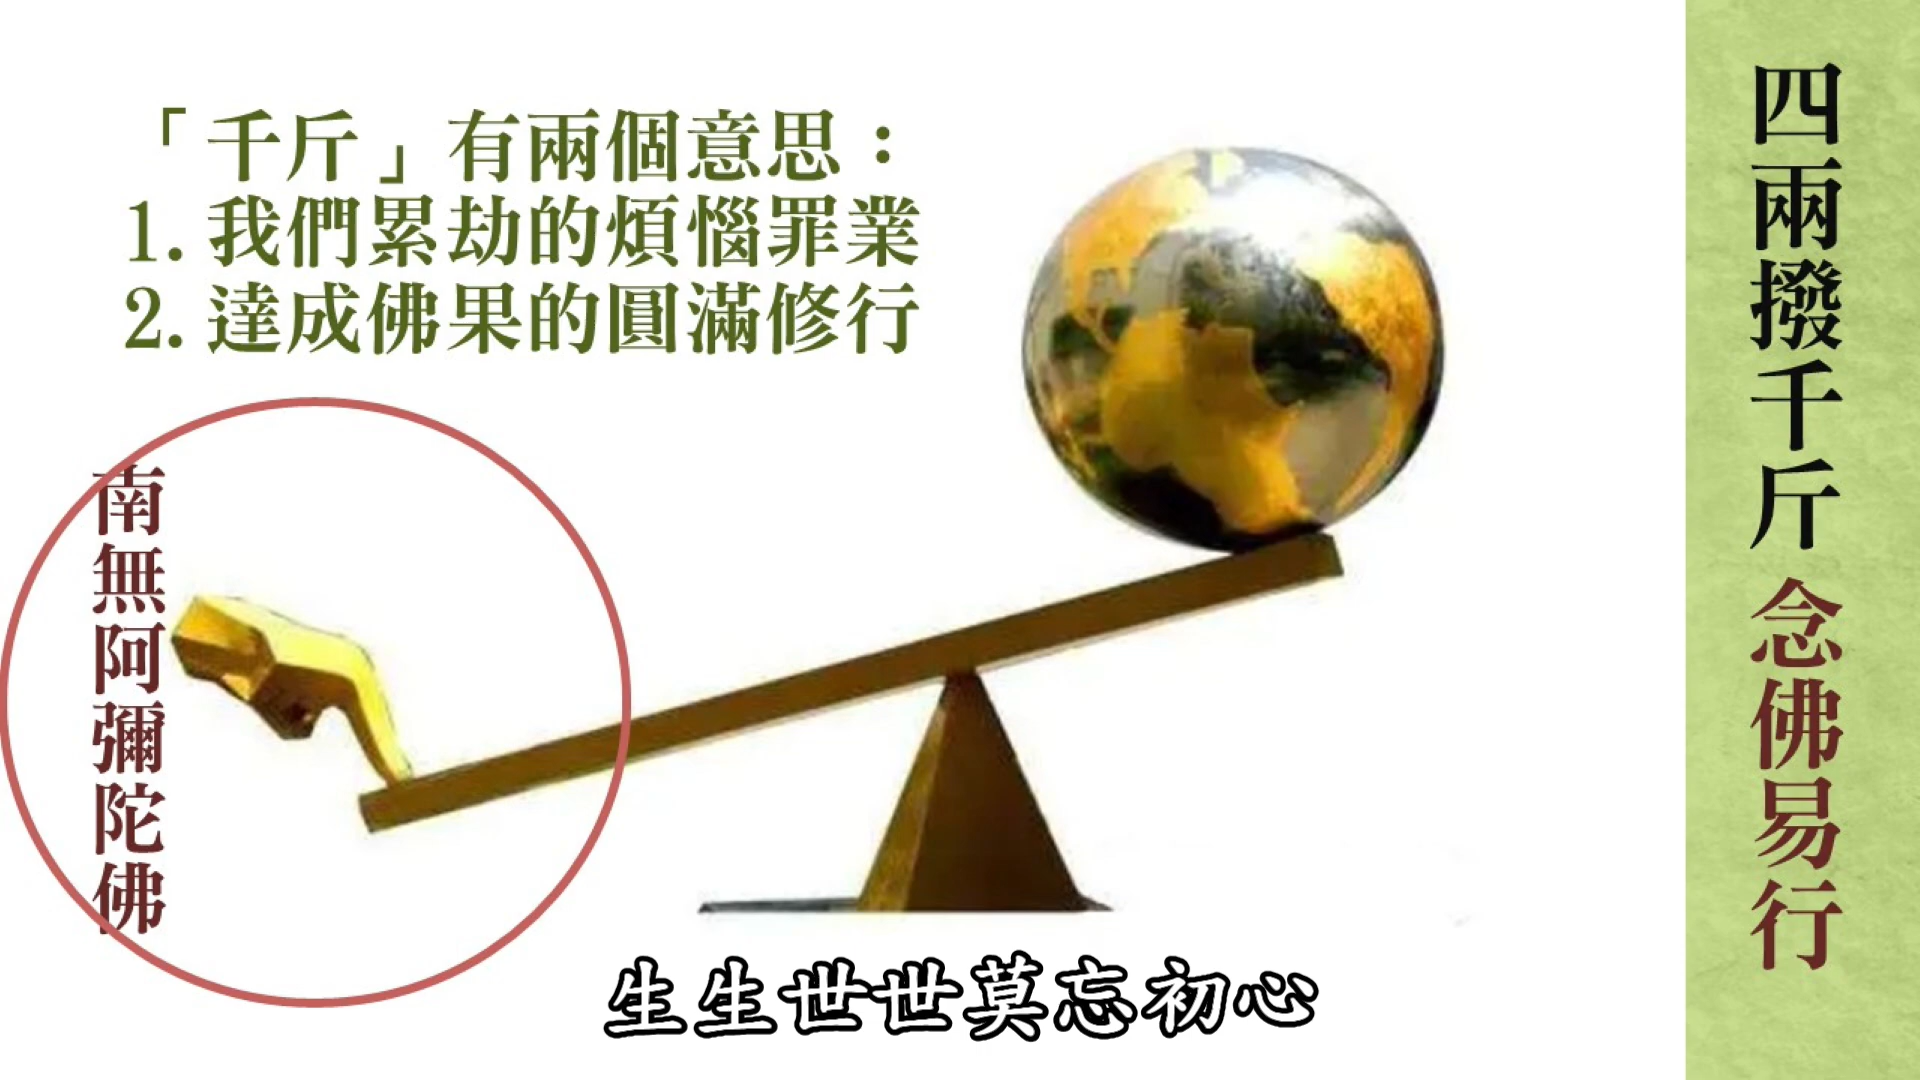 「千斤」有兩個意思：
1. 我們累劫的煩惱罪業
2. 達成佛果的圓滿修行
南無阿彌陀佛
四兩撥千斤 念佛易行
生生世世莫忘初心